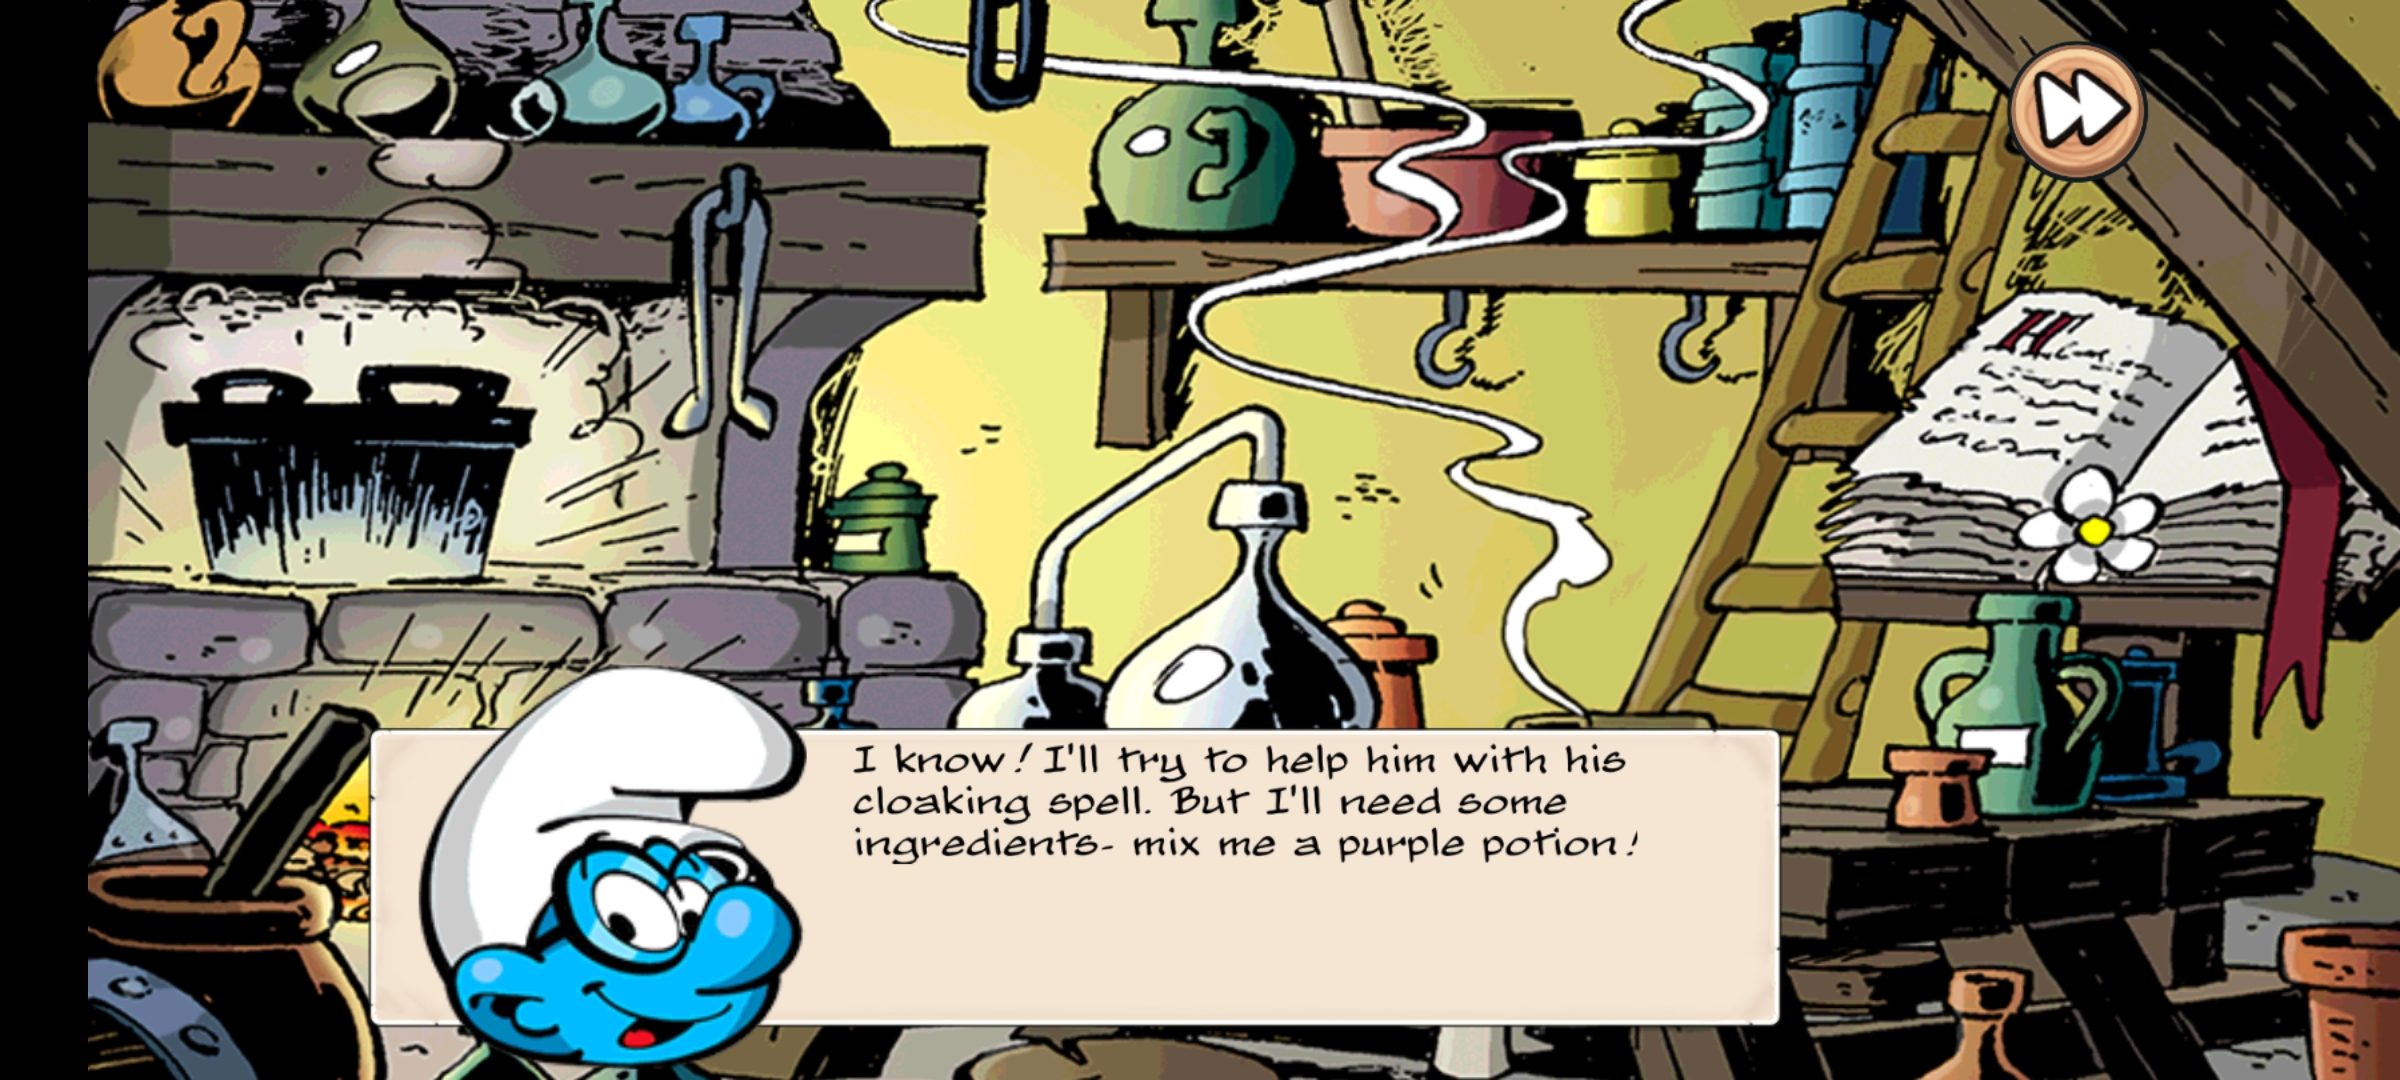 I know! I'll try to help him with his
cloaking spell. But I'll need some
ingredients- mix me a purple potion!